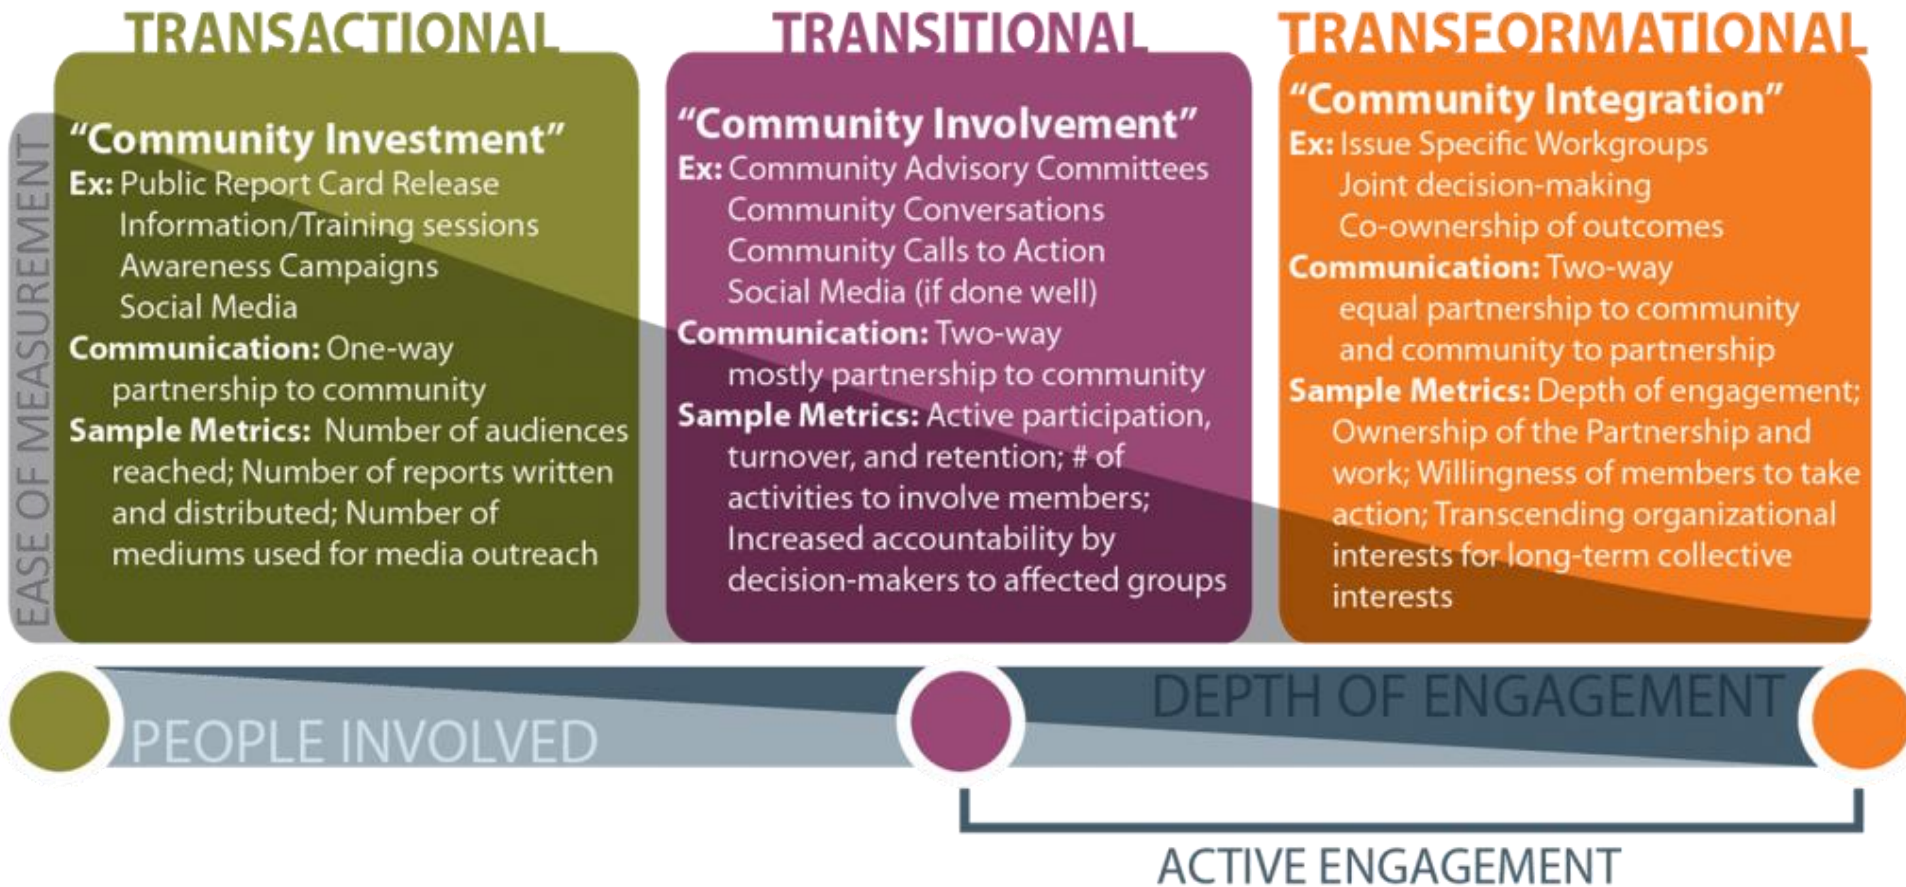 TRANSACTIONAL
"Community Investment"
Ex: Public Report Card Release
Information/Training sessions
Awareness Campaigns
Social Media
Communication: One-way
partnership to community
Sample Metrics: Number of audiences
reached; Number of reports written
and distributed; Number of
mediums used for media outreach
TRANSITIONAL
"Community Involvement"
Ex: Community Advisory Committees
Community Conversations
Community Calls to Action
Social Media (if done well)
Communication: Two-way
mostly partnership to community
Sample Metrics: Active participation,
turnover, and retention; # of
activities to involve members;
Increased accountability by
decision-makers to affected groups
TRANSFORMATIONAL
"Community Integration"
Ex: Issue Specific Workgroups
Joint decision-making
Co-ownership of outcomes
Communication: Two-way
equal partnership to community
and community to partnership
Sample Metrics: Depth of engagement;
Ownership of the Partnership and
work; Willingness of members to take
action; Transcending organizational
interests for long-term collective
interests
EASE OF MEASUREMENT
PEOPLE INVOLVED
DEPTH OF ENGAGEMENT
ACTIVE ENGAGEMENT